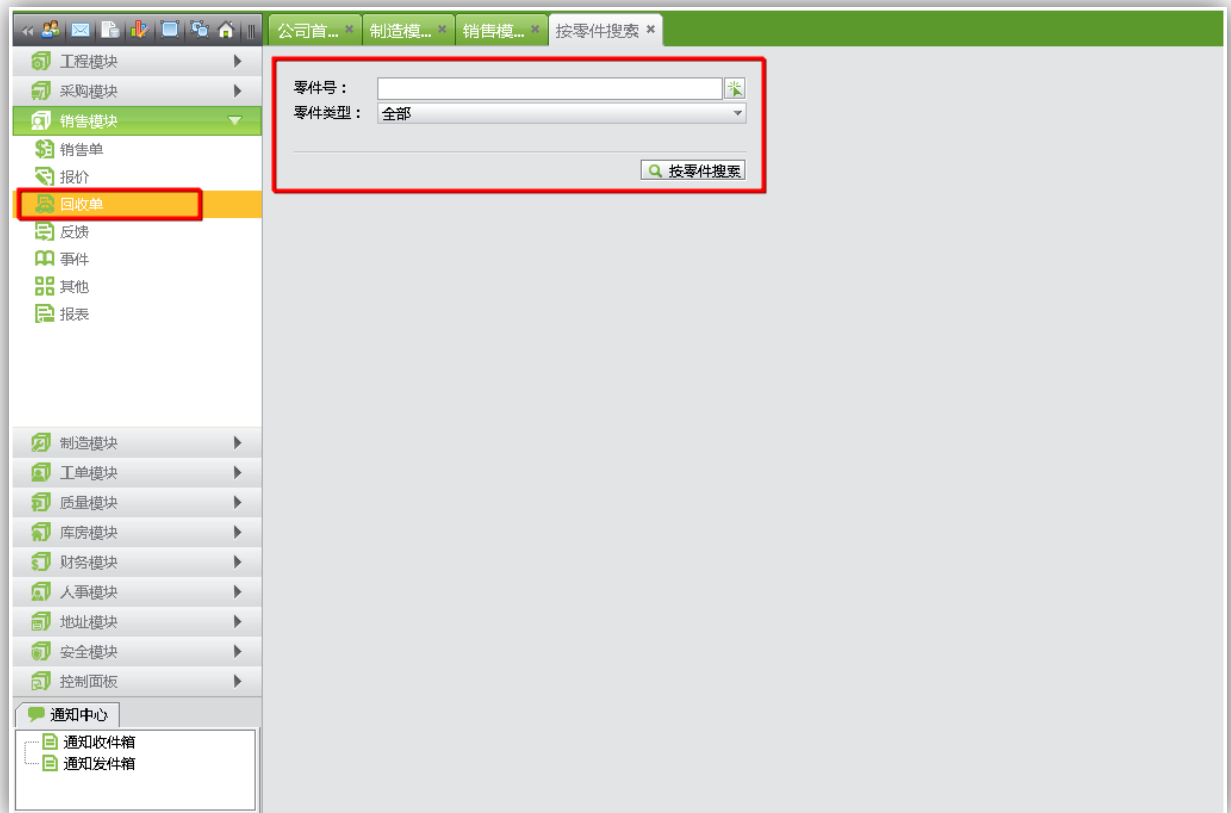 公司首... 制造模... 销售模... 按零件搜索
工程模块
采购模块
销售模块
销售单
报价
回收单
反馈
事件
其他
报表
制造模块
工单模块
质量模块
库房模块
财务模块
人事模块
地址模块
安全模块
控制面板
通知中心
通知收件箱
通知发件箱
零件号：
零件类型： 全部
按零件搜索